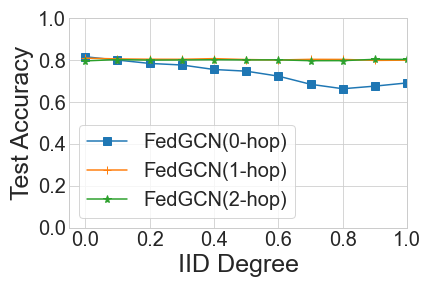 1.0
0.8
0.6
0.4
0.2
0.0
Test Accuracy
FedGCN(0-hop)
FedGCN(1-hop)
FedGCN(2-hop)
0.0 0.2 0.4 0.6 0.8 1.0
IID Degree